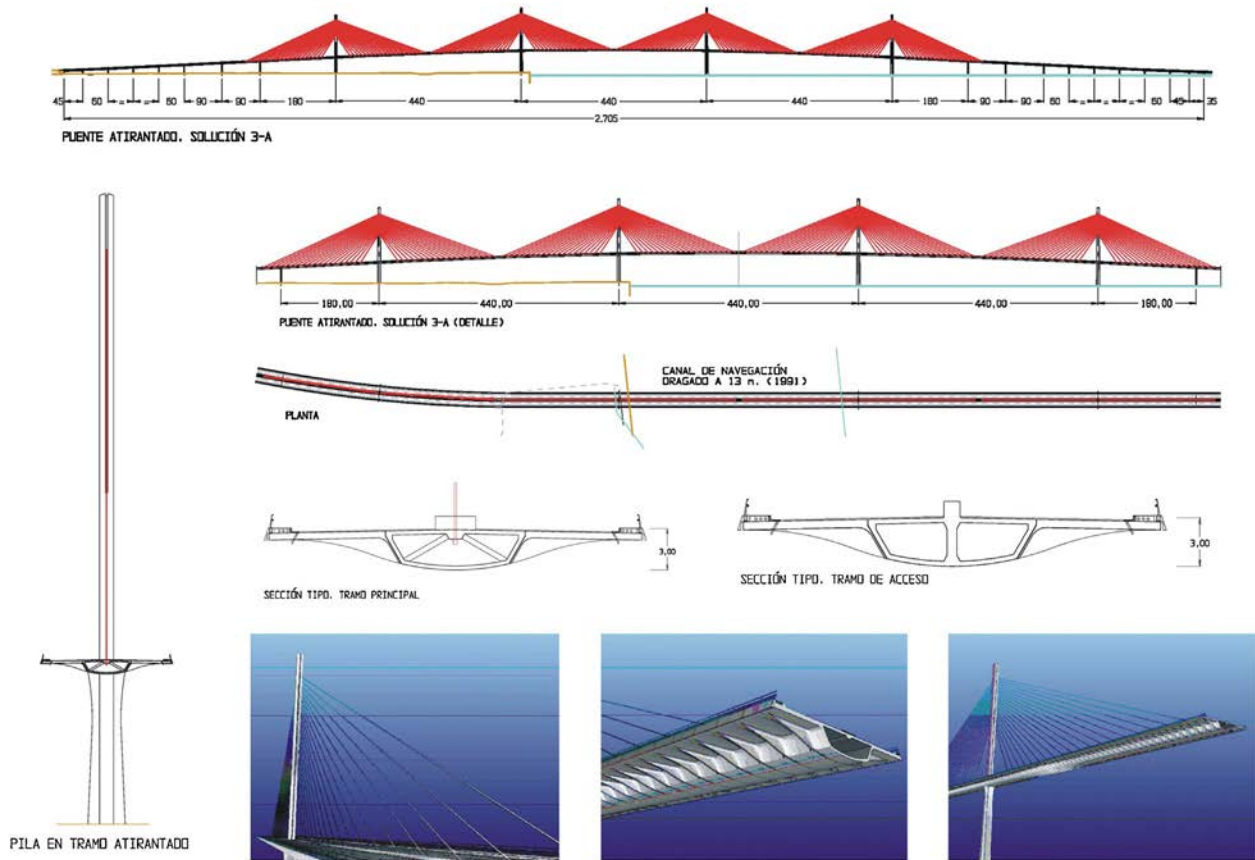 45 60 = = 60 90 90 180 440 440 440 180 90 90 60 = = = 60 45 35
2.705
PUENTE ATIRANTADO. SOLUCIÓN 3-A
180,00 440,00 440,00 440,00 180,00
PUENTE ATIRANTADO. SOLUCIÓN 3-A (DETALLE)
CANAL DE NAVEGACIÓN
DRAGADO A 13 m. (1991)
PLANTA
3,00
SECCIÓN TIPO. TRAMO PRINCIPAL
3,00
SECCIÓN TIPO. TRAMO DE ACCESO
PILA EN TRAMO ATIRANTADO